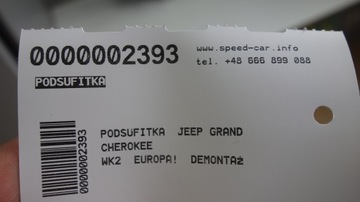 0000002393
www.speed-car.info
tel. +48 666 899 088
PODSUFITKA
0000002393
PODSUFITKA JEEP GRAND
CHEROKEE
WK2 EUROPA! DEMONTAż